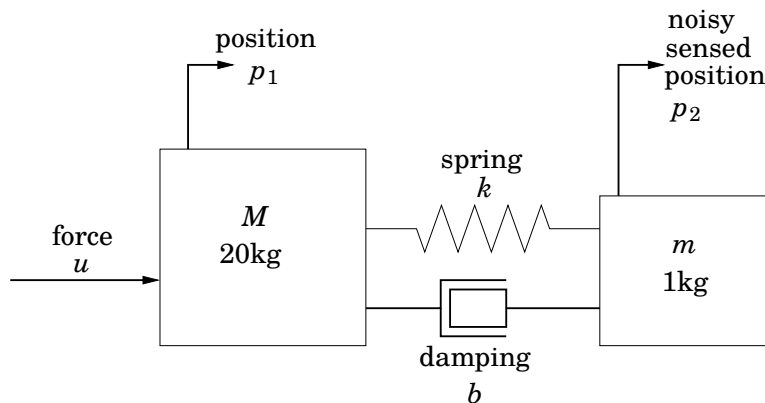 position
p1
noisy
sensed
position
p2
spring
k
M
20kg
force
u
m
1kg
damping
b